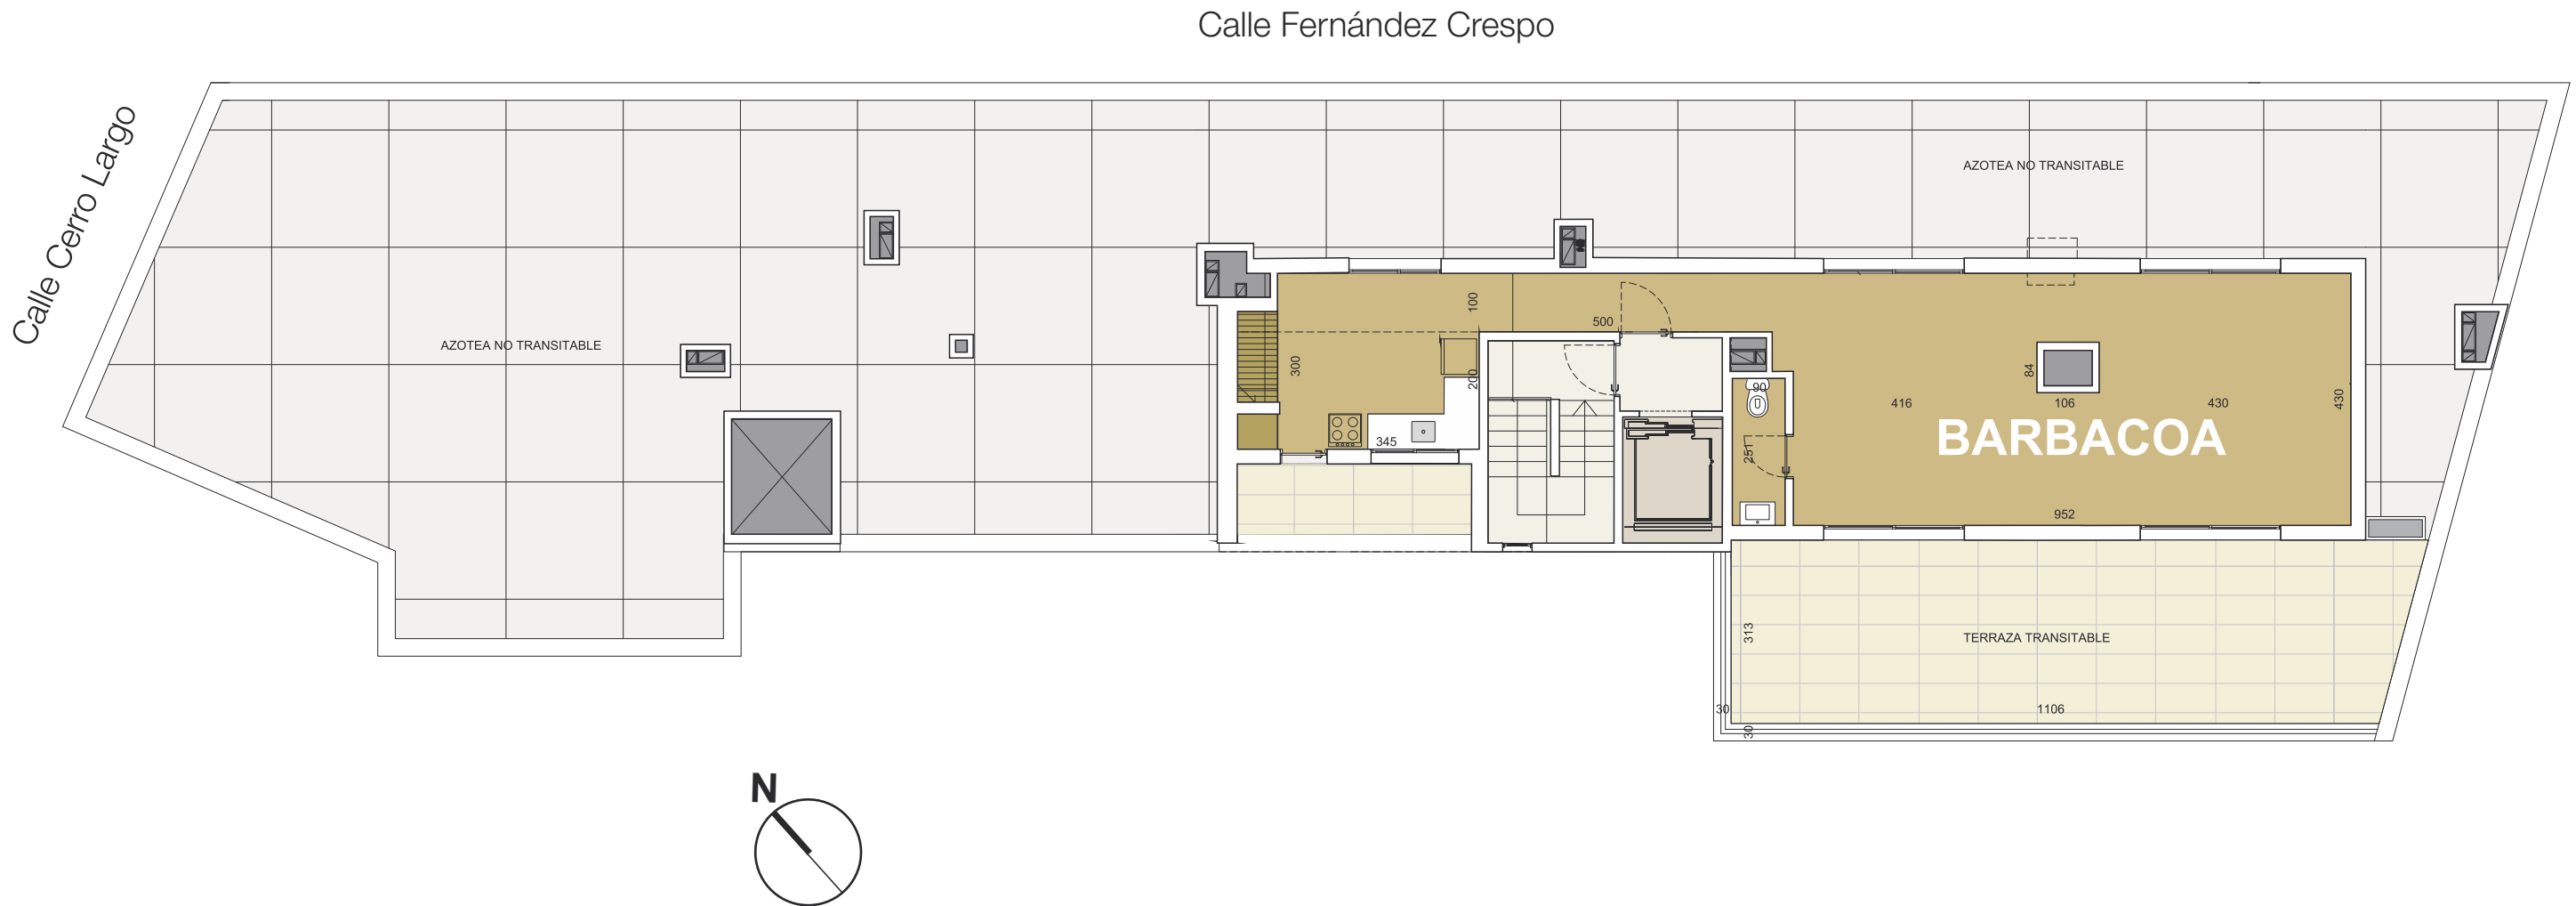 Calle Fernández Crespo
Calle Cerro Largo
AZOTEA NO TRANSITABLE
AZOTEA NO TRANSITABLE
100
500
300
200
345
90
251
84
416
106
430
430
BARBACOA
952
313
TERRAZA TRANSITABLE
30
1106
30
N